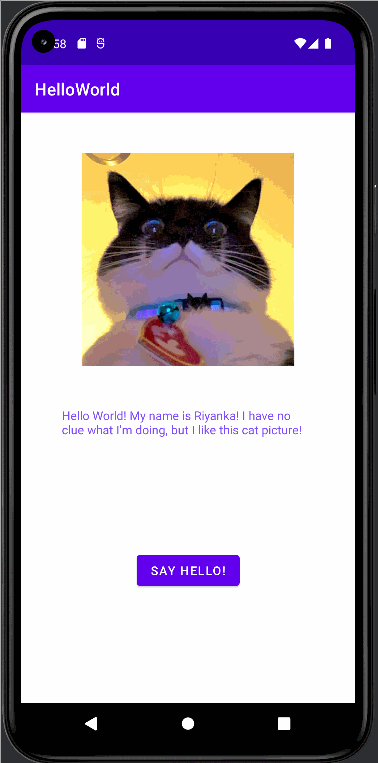 58
HelloWorld
Hello World! My name is Riyanka! I have no
clue what I'm doing, but I like this cat picture!
SAY HELLO!